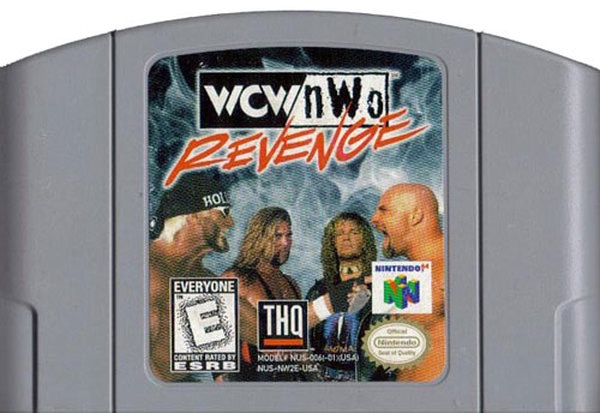 WCW/nWo
REVENGE
HOL
EVERYONE
E
CONTENT RATED BY
ESRB
THQ
MODEL# NUS-006(-01)(USA)
NUS-NW2E-USA
NINTENDO64
N
Official
Nintendo
Seal of Quality